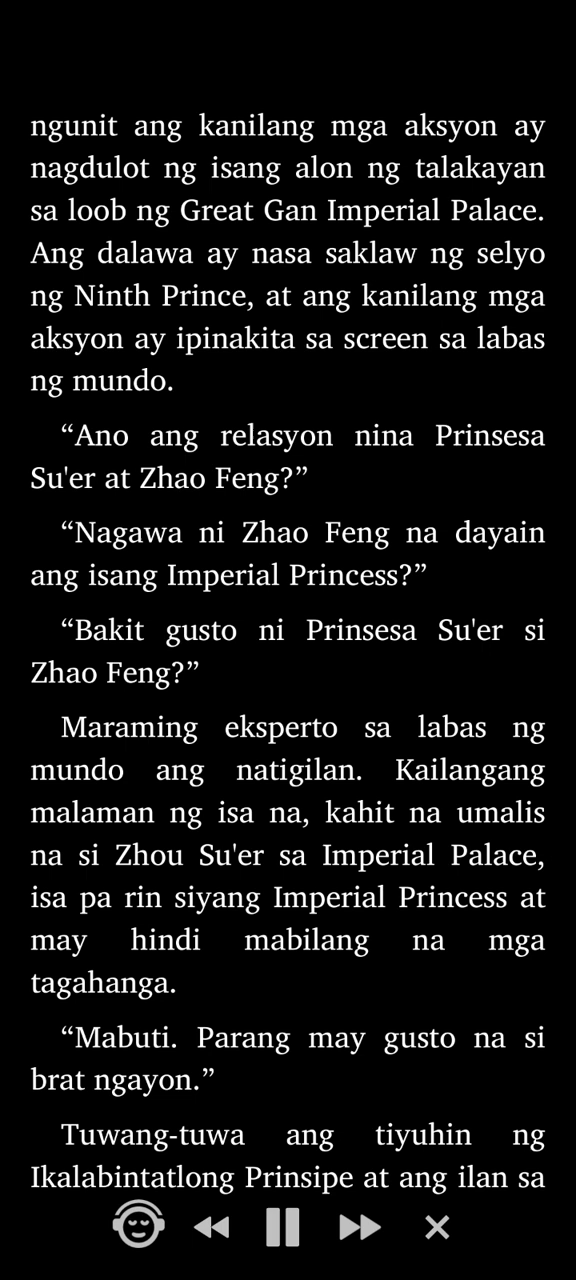 ngunit ang kanilang mga aksyon ay
nagdulot ng isang alon ng talakayan
sa loob ng Great Gan Imperial Palace.
Ang dalawa ay nasa saklaw ng selyo
ng Ninth Prince, at ang kanilang mga
aksyon ay ipinakita sa screen sa labas
ng mundo.
“Ano ang relasyon nina Prinsesa
Su'er at Zhao Feng?”
“Nagawa ni Zhao Feng na dayain
ang isang Imperial Princess?”
“Bakit gusto ni Prinsesa Su'er si
Zhao Feng?”
Maraming eksperto sa labas ng
mundo ang natigilan. Kailangang
malaman ng isa na, kahit na umalis
na si Zhou Su'er sa Imperial Palace,
isa pa rin siyang Imperial Princess at
may hindi mabilang na mga
tagahanga.
“Mabuti. Parang may gusto na si
brat ngayon.”
Tuwang-tuwa ang tiyuhin ng
Ikalabintatlong Prinsipe at ang ilan sa